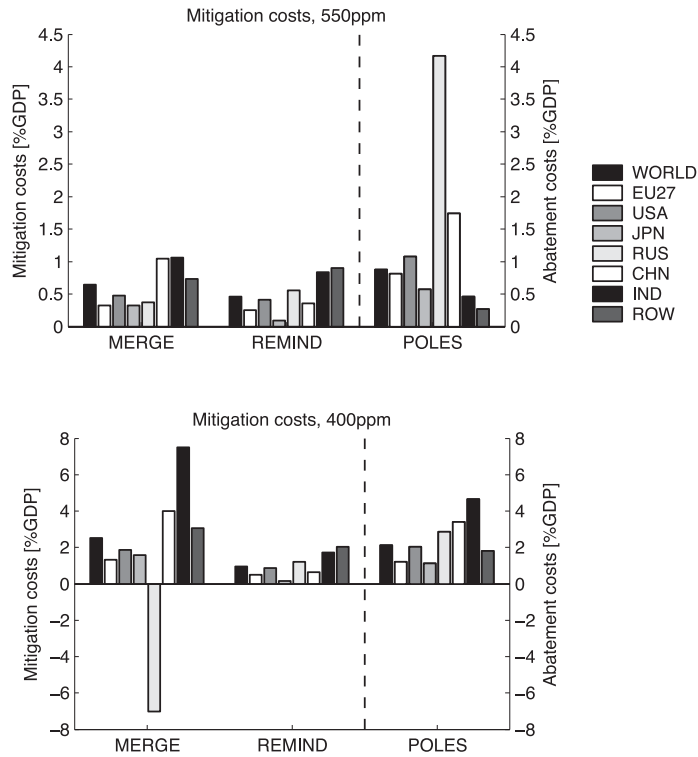 Mitigation costs, 550ppm
Mitigation costs [%GDP]
4.5
4
3.5
3
2.5
2
1.5
1
0.5
0
4.5
4
3.5
3
2.5
2
1.5
1
0.5
0
Abatement costs [%GDP]
MERGE REMIND POLES
WORLD
EU27
USA
JPN
RUS
CHN
IND
ROW
Mitigation costs, 400ppm
Mitigation costs [%GDP]
8
6
4
2
0
−2
−4
−6
−8
8
6
4
2
0
−2
−4
−6
−8
Abatement costs [%GDP]
MERGE REMIND POLES